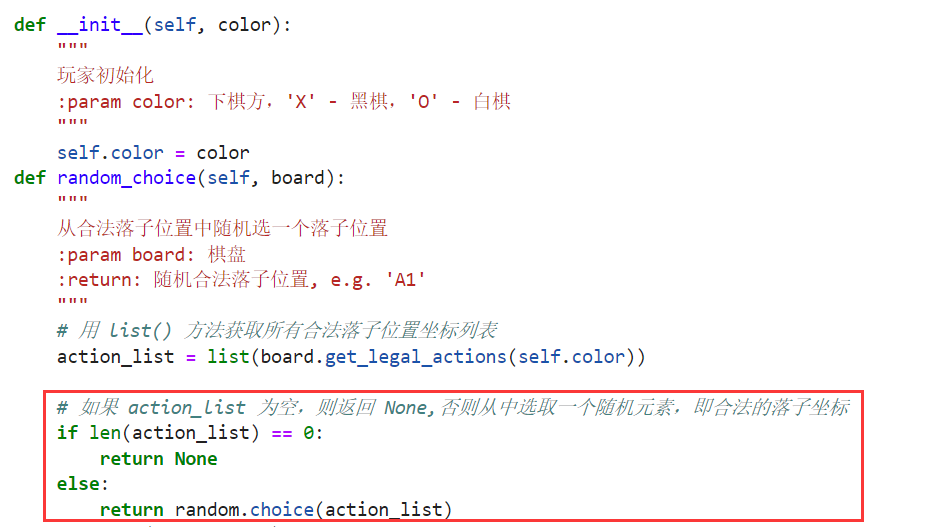 def __init__(self, color):
"""
玩家初始化
:param color: 下棋方，'X' - 黑棋，'O' - 白棋
"""
self.color = color
def random_choice(self, board):
"""
从合法落子位置中随机选一个落子位置
:param board: 棋盘
:return: 随机合法落子位置, e.g. 'A1'
"""
# 用 list() 方法获取所有合法落子位置坐标列表
action_list = list(board.get_legal_actions(self.color))
# 如果 action_list 为空，则返回 None,否则从中选取一个随机元素，即合法的落子坐标
if len(action_list) == 0:
return None
else:
return random.choice(action_list)